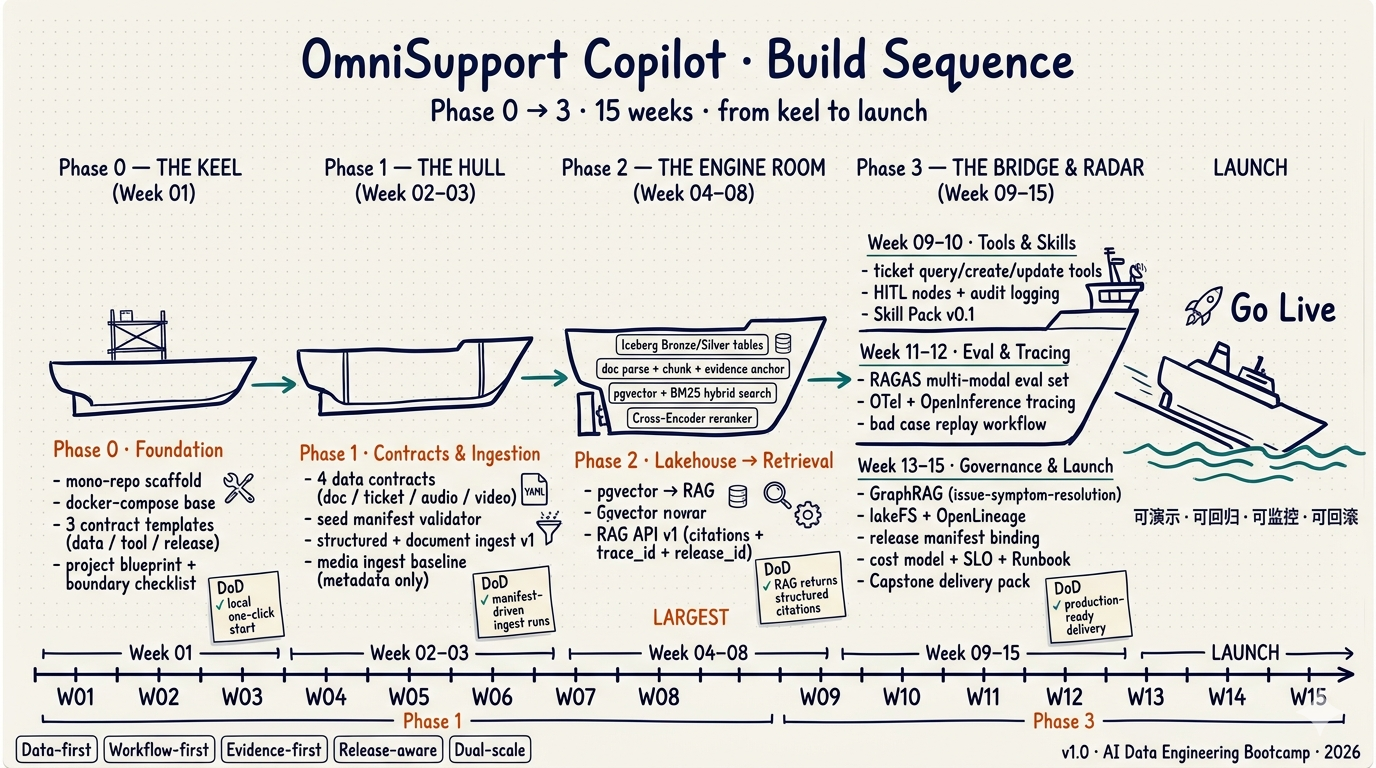 OmniSupport Copilot · Build Sequence
Phase 0 → 3 · 15 weeks · from keel to launch
Phase 0 — THE KEEL
(Week 01)
Phase 1 — THE HULL
(Week 02–03)
Phase 2 — THE ENGINE ROOM
(Week 04–08)
Phase 3 — THE BRIDGE & RADAR
(Week 09–15)
LAUNCH
Phase 0 · Foundation
- mono-repo scaffold
- docker-compose base
- 3 contract templates
(data / tool / release)
- project blueprint +
boundary checklist
DoD
✓ local
one-click
start
Phase 1 · Contracts & Ingestion
- 4 data contracts
(doc / ticket / audio / video)
YAML
- seed manifest validator
- structured + document ingest v1
- media ingest baseline
(metadata only)
DoD
✓ manifest-
driven
ingest runs
Iceberg Bronze/Silver tables
doc parse + chunk + evidence anchor
pgvector + BM25 hybrid search
Cross-Encoder reranker
Phase 2 · Lakehouse → Retrieval
- pgvector → RAG
- Gqvector novrar
- RAG API v1 (citations +
trace_id + release_id)
DoD
✓ RAG returns
structured
citations
LARGEST
Week 09–10 · Tools & Skills
- ticket query/create/update tools
- HITL nodes + audit logging
- Skill Pack v0.1
Week 11–12 · Eval & Tracing
- RAGAS multi-modal eval set
- OTel + OpenInference tracing
- bad case replay workflow
Week 13–15 · Governance & Launch
- GraphRAG (issue-symptom-resolution)
- lakeFS + OpenLineage
- release manifest binding
- cost model + SLO + Runbook
- Capstone delivery pack
DoD
✓ production-
ready
delivery
Go Live
可演示 · 可回归 · 可监控 · 可回滚
Week 01
Week 02–03
Week 04–08
Week 09–15
LAUNCH
W01 W02 W03 W04 W05 W06 W07 W08 W09 W10 W11 W12 W13 W14 W15
Phase 1
Phase 3
Data-first
Workflow-first
Evidence-first
Release-aware
Dual-scale
v1.0 · AI Data Engineering Bootcamp · 2026